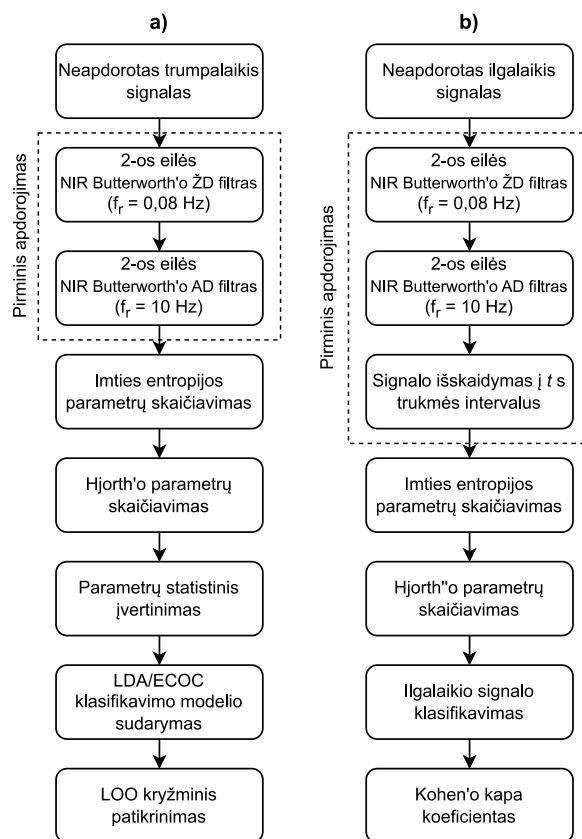 a)
Neapdorotas trumpalaikis
signalas
Pirminis apdorojimas
2-os eilės
NIR Butterworth'o ŽD filtras
(fr = 0,08 Hz)
2-os eilės
NIR Butterworth'o AD filtras
(fr = 10 Hz)
Imties entropijos
parametrų skaičiavimas
Hjorth'o parametrų
skaičiavimas
Parametrų statistinis
įvertinimas
LDA/ECOC
klasifikavimo modelio
sudarymas
LOO kryžminis
patikrinimas
b)
Neapdorotas ilgalaikis
signalas
Pirminis apdorojimas
2-os eilės
NIR Butterworth'o ŽD filtras
(fr = 0,08 Hz)
2-os eilės
NIR Butterworth'o AD filtras
(fr = 10 Hz)
Signalo išskaidymas į t s
trukmės intervalus
Imties entropijos
parametrų skaičiavimas
Hjorth"o parametrų
skaičiavimas
Ilgalaikio signalo
klasifikavimas
Kohen'o kapa
koeficientas